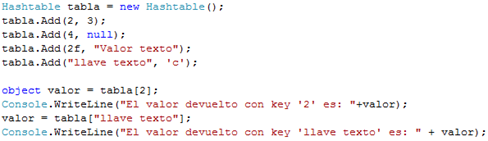 Hashtable tabla = new Hashtable();
tabla.Add(2, 3);
tabla.Add(4, null);
tabla.Add(2f, "Valor texto");
tabla.Add("llave texto", 'c');
object valor = tabla[2];
Console.WriteLine("El valor devuelto con key '2' es: "+valor);
valor = tabla["llave texto"];
Console.WriteLine("El valor devuelto con key 'llave texto' es: " + valor);